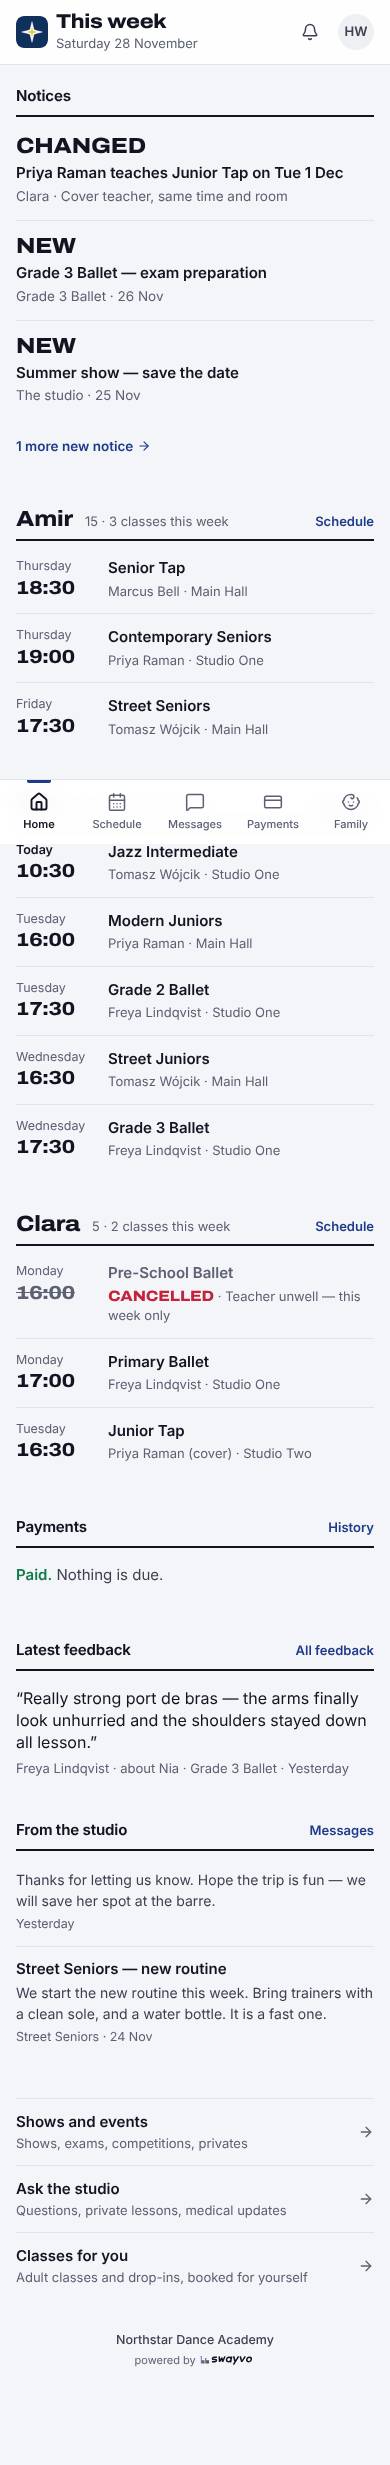 This week
Saturday 28 November
HW
Notices
CHANGED
Priya Raman teaches Junior Tap on Tue 1 Dec
Clara · Cover teacher, same time and room
NEW
Grade 3 Ballet — exam preparation
Grade 3 Ballet · 26 Nov
NEW
Summer show — save the date
The studio · 25 Nov
1 more new notice →
Amir 15 · 3 classes this week Schedule
Thursday
18:30
Senior Tap
Marcus Bell · Main Hall
Thursday
19:00
Contemporary Seniors
Priya Raman · Studio One
Friday
17:30
Street Seniors
Tomasz Wójcik · Main Hall
Home Schedule Messages Payments Family
Today
10:30
Jazz Intermediate
Tomasz Wójcik · Studio One
Tuesday
16:00
Modern Juniors
Priya Raman · Main Hall
Tuesday
17:30
Grade 2 Ballet
Freya Lindqvist · Studio One
Wednesday
16:30
Street Juniors
Tomasz Wójcik · Main Hall
Wednesday
17:30
Grade 3 Ballet
Freya Lindqvist · Studio One
Clara 5 · 2 classes this week Schedule
Monday
16:00
Pre-School Ballet
CANCELLED · Teacher unwell — this
week only
Monday
17:00
Primary Ballet
Freya Lindqvist · Studio One
Tuesday
16:30
Junior Tap
Priya Raman (cover) · Studio Two
Payments History
Paid. Nothing is due.
Latest feedback All feedback
“Really strong port de bras — the arms finally
look unhurried and the shoulders stayed down
all lesson.”
Freya Lindqvist · about Nia · Grade 3 Ballet · Yesterday
From the studio Messages
Thanks for letting us know. Hope the trip is fun — we
will save her spot at the barre.
Yesterday
Street Seniors — new routine
We start the new routine this week. Bring trainers with
a clean sole, and a water bottle. It is a fast one.
Street Seniors · 24 Nov
Shows and events
Shows, exams, competitions, privates
Ask the studio
Questions, private lessons, medical updates
Classes for you
Adult classes and drop-ins, booked for yourself
Northstar Dance Academy
powered by swayvo